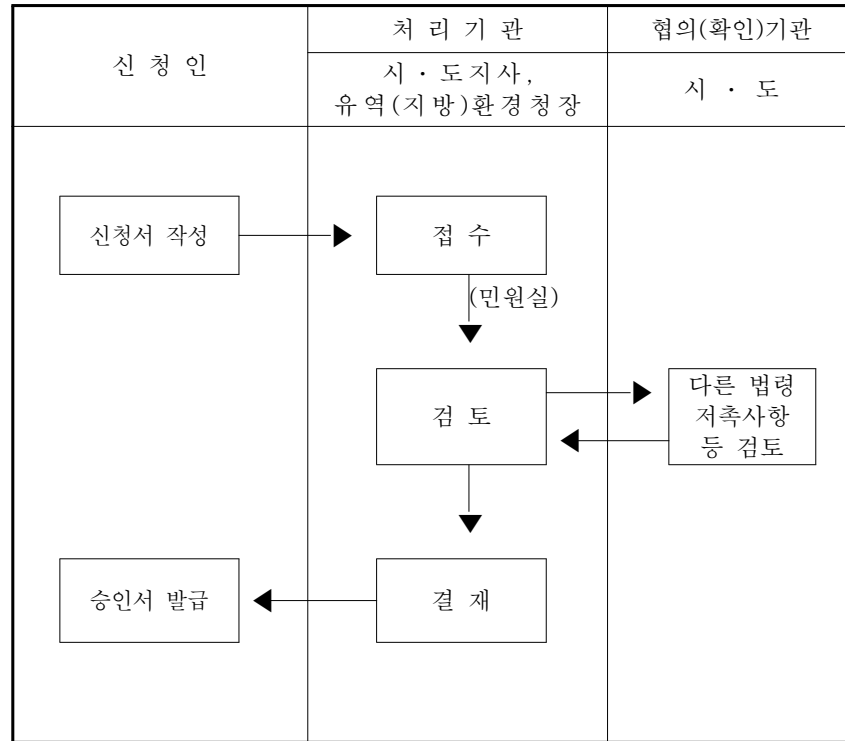 신 청 인
처 리 기 관
협의(확인)기관
시 · 도지사,
유역(지방)환경청장
시 · 도
신청서 작성
접 수
(민원실)
검 토
다른 법령
저촉사항
등 검토
승인서 발급
결 재